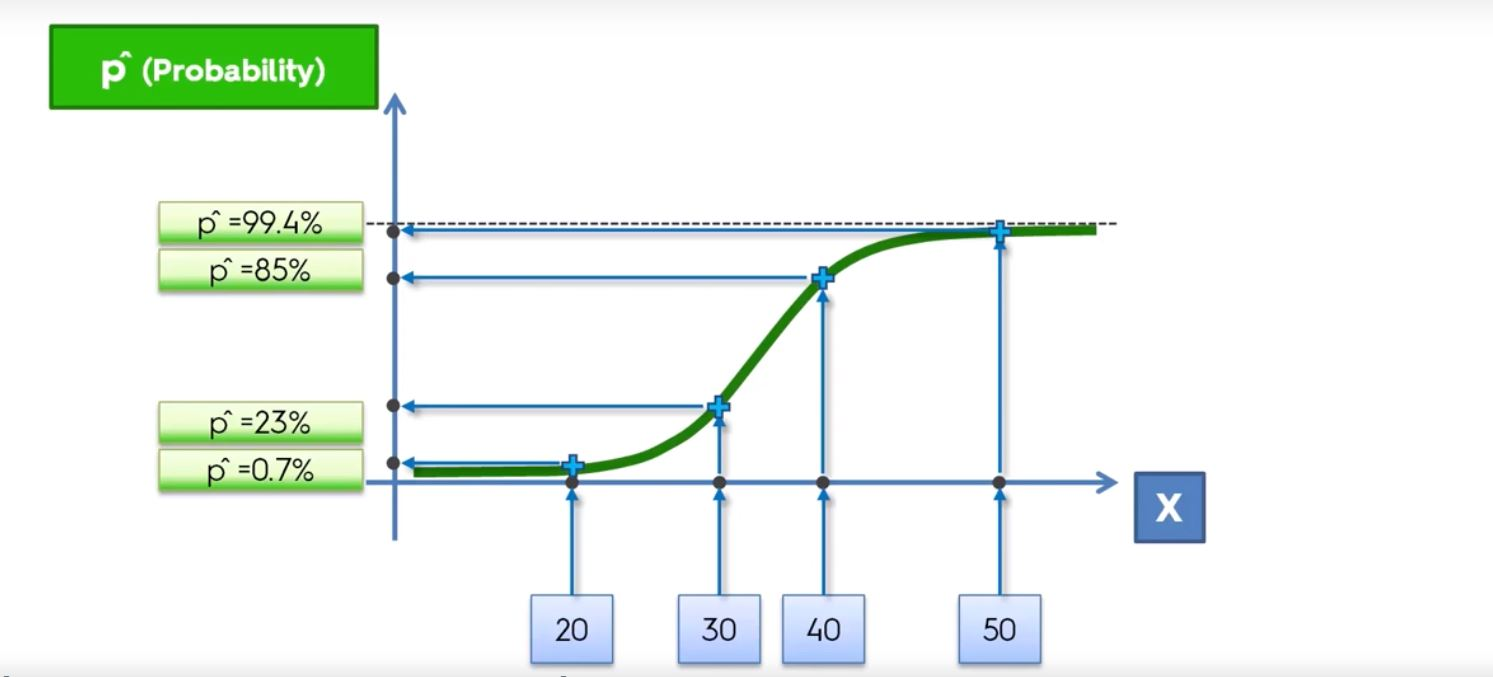 p̂ (Probability)
p̂ =99.4%
p̂ =85%
p̂ =23%
p̂ =0.7%
X
20
30
40
50